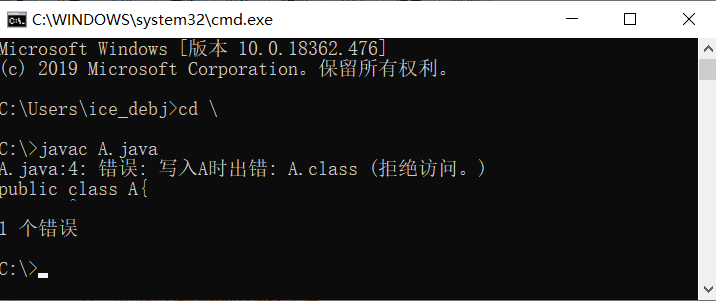 C:\WINDOWS\system32\cmd.exe
Microsoft Windows [版本 10.0.18362.476]
(c) 2019 Microsoft Corporation。保留所有权利。
C:\Users\ice_debj>cd \
C:\>javac A.java
A.java:4: 错误: 写入A时出错: A.class (拒绝访问。)
public class A{
^
1 个错误
C:\>